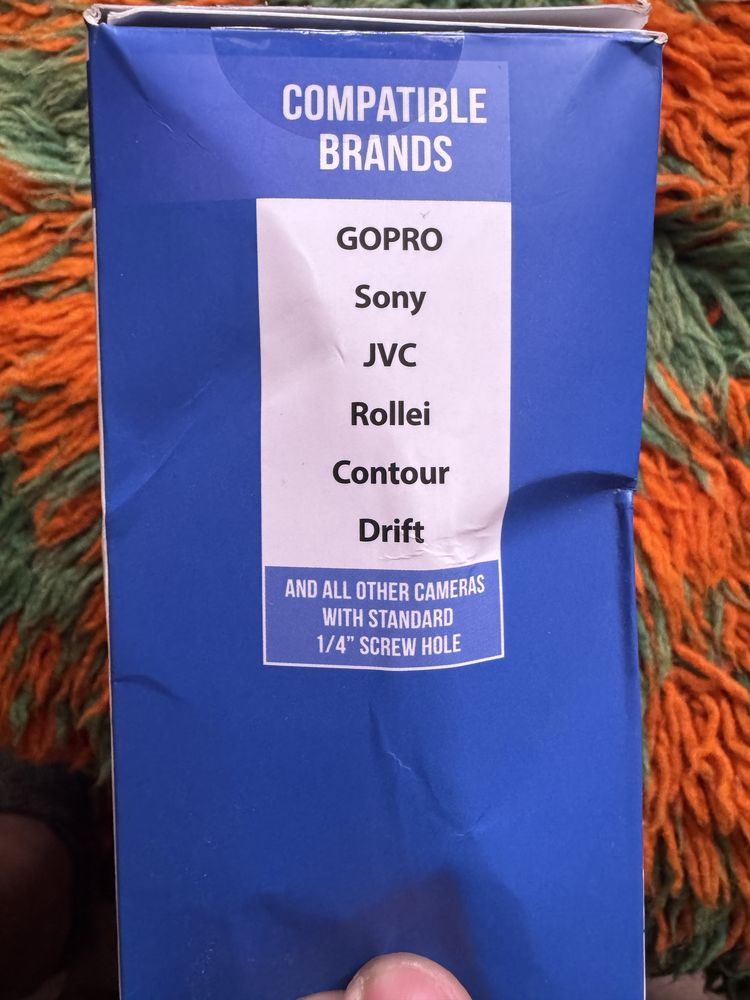 COMPATIBLE
BRANDS
GOPRO
Sony
JVC
Rollei
Contour
Drift
AND ALL OTHER CAMERAS
WITH STANDARD
1/4” SCREW HOLE